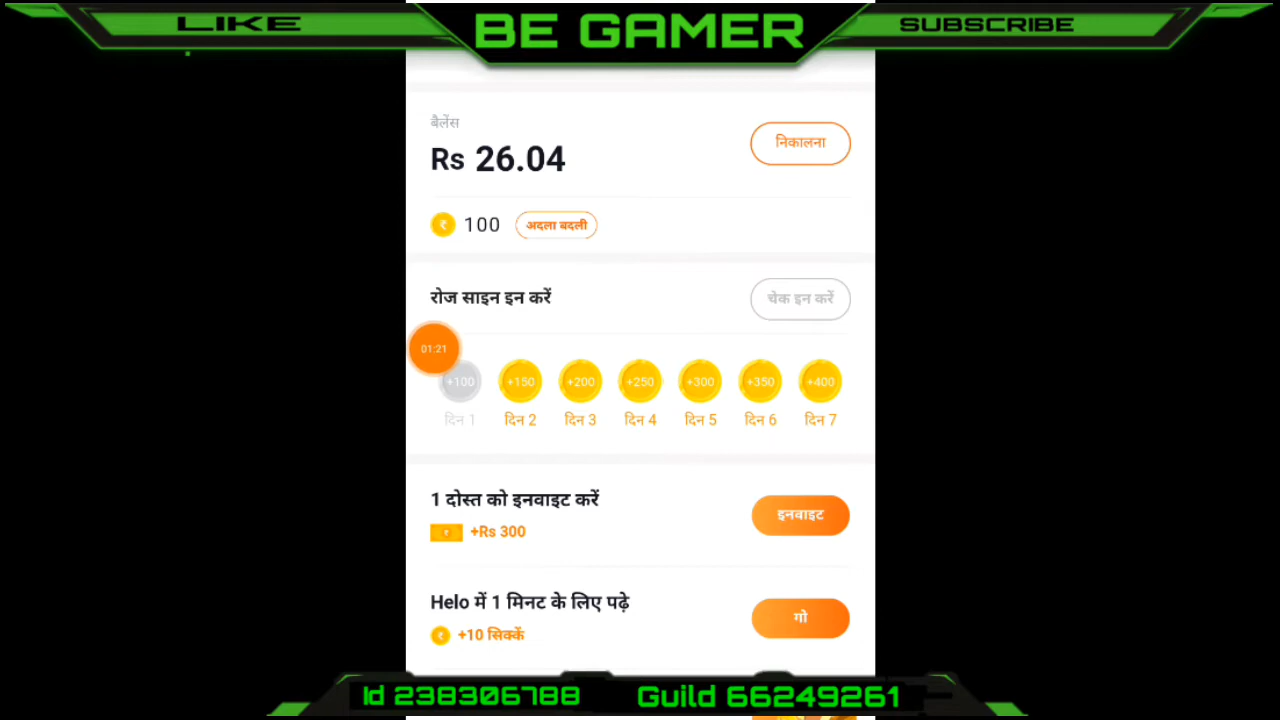 LIKE
BE GAMER
SUBSCRIBE
बैलेंस
Rs 26.04
निकालना
₹ 100 अदला बदली
रोज साइन इन करें
चेक इन करें
01:21
+100 +150 +200 +250 +300 +350 +400
दिन 1 दिन 2 दिन 3 दिन 4 दिन 5 दिन 6 दिन 7
1 दोस्त को इनवाइट करें
इनवाइट
₹ +Rs 300
Helo में 1 मिनट के लिए पढ़े
गो
₹ +10 सिक्कें
Id 238306788
Guild 66249261